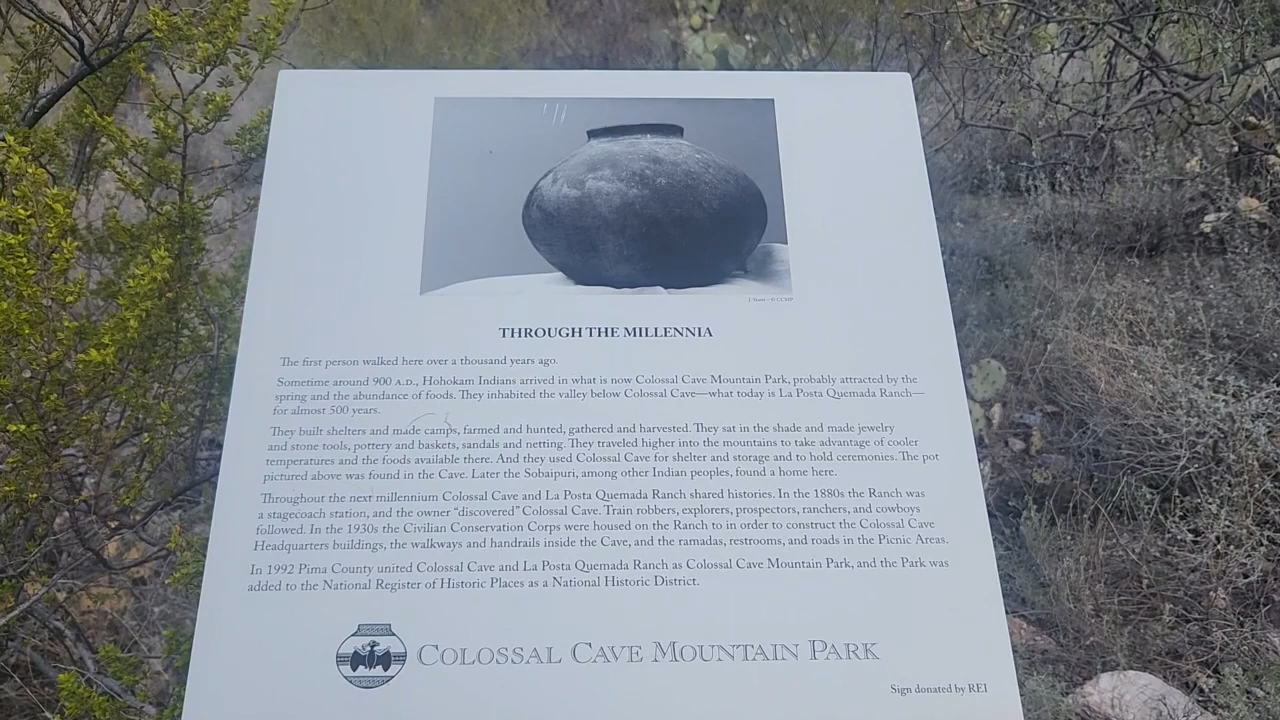 THROUGH THE MILLENNIA
The first person walked here over a thousand years ago.
Sometime around 900 A.D., Hohokam Indians arrived in what is now Colossal Cave Mountain Park, probably attracted by the
spring and the abundance of foods. They inhabited the valley below Colossal Cave—what today is La Posta Quemada Ranch—
for almost 500 years.
They built shelters and made camps, farmed and hunted, gathered and harvested. They sat in the shade and made jewelry
and stone tools, pottery and baskets, sandals and netting. They traveled higher into the mountains to take advantage of cooler
temperatures and the foods available there. And they used Colossal Cave for shelter and storage and to hold ceremonies. The pot
pictured above was found in the Cave. Later the Sobaipuri, among other Indian peoples, found a home here.
Throughout the next millennium Colossal Cave and La Posta Quemada Ranch shared histories. In the 1880s the Ranch was
a stagecoach station, and the owner “discovered” Colossal Cave. Train robbers, explorers, prospectors, ranchers, and cowboys
followed. In the 1930s the Civilian Conservation Corps were housed on the Ranch to in order to construct the Colossal Cave
Headquarters buildings, the walkways and handrails inside the Cave, and the ramadas, restrooms, and roads in the Picnic Areas.
In 1992 Pima County united Colossal Cave and La Posta Quemada Ranch as Colossal Cave Mountain Park, and the Park was
added to the National Register of Historic Places as a National Historic District.
COLOSSAL CAVE MOUNTAIN PARK
Sign donated by REI